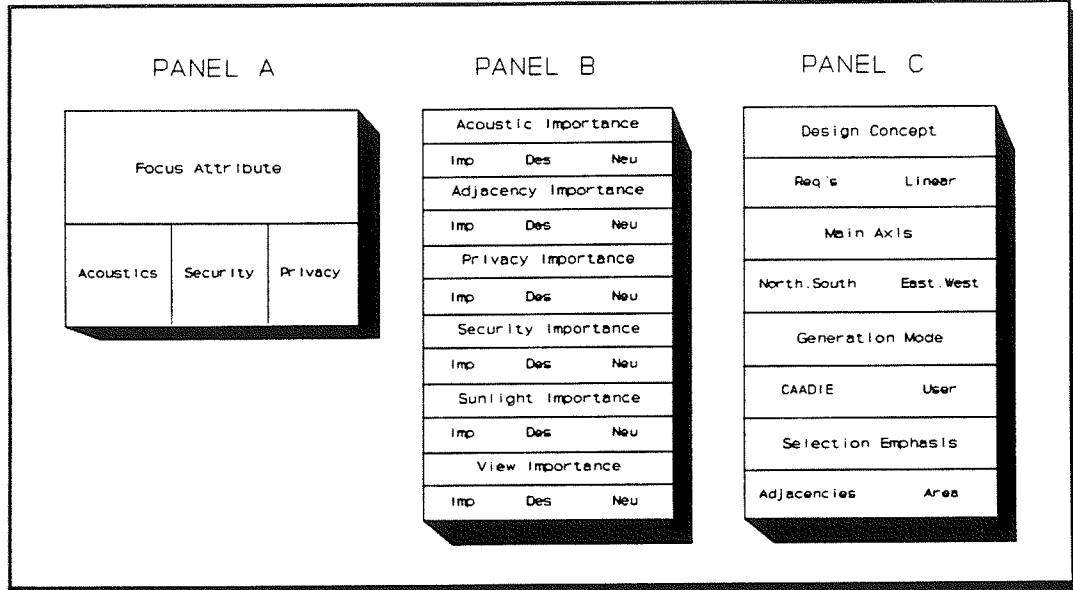 PANEL A
Focus Attribute
Acoustics Security Privacy
PANEL B
Acoustic Importance
Imp Des Neu
Adjacency Importance
Imp Des Neu
Privacy Importance
Imp Des Neu
Security Importance
Imp Des Neu
Sunlight Importance
Imp Des Neu
View Importance
Imp Des Neu
PANEL C
Design Concept
Req's Linear
Main Axis
North.South East.West
Generation Mode
CAADIE User
Selection Emphasis
Adjacencies Area